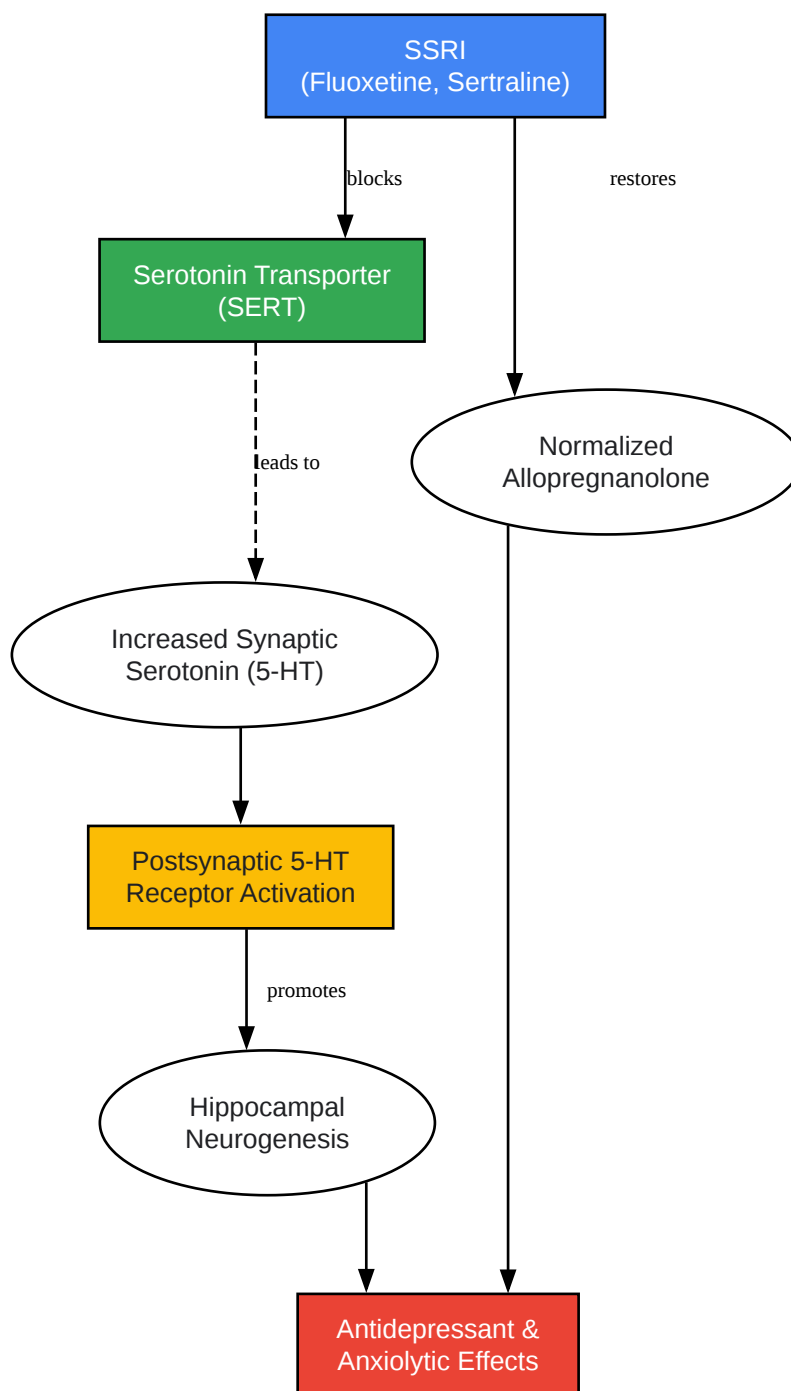 SSRI
(Fluoxetine, Sertraline)
blocks
restores
Serotonin Transporter
(SERT)
Normalized
Allopregnanolone
leads to
Increased Synaptic
Serotonin (5-HT)
Postsynaptic 5-HT
Receptor Activation
promotes
Hippocampal
Neurogenesis
Antidepressant &
Anxiolytic Effects